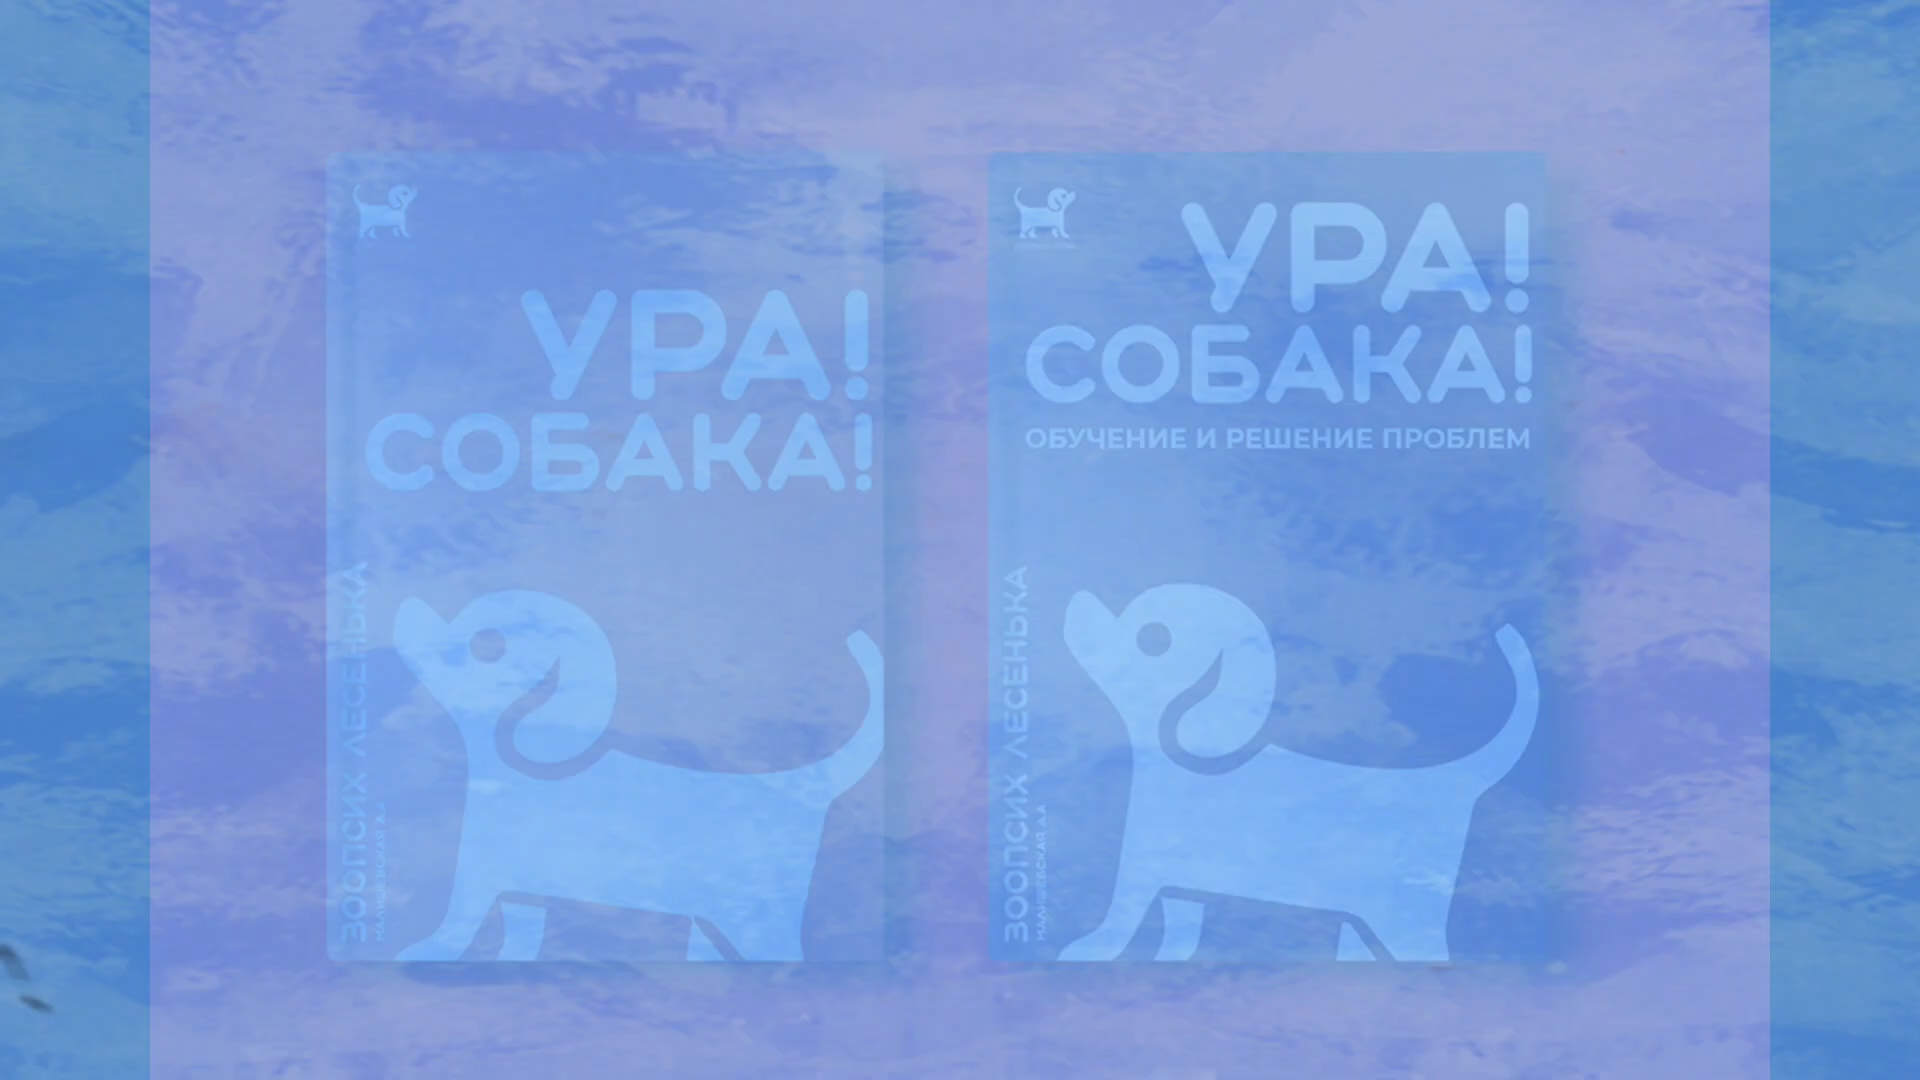 УРА!
СОБАКА!
ЗООПСИХ ЛЕСЕНЬКА
УРА!
СОБАКА!
ОБУЧЕНИЕ И РЕШЕНИЕ ПРОБЛЕМ
ЗООПСИХ ЛЕСЕНЬКА